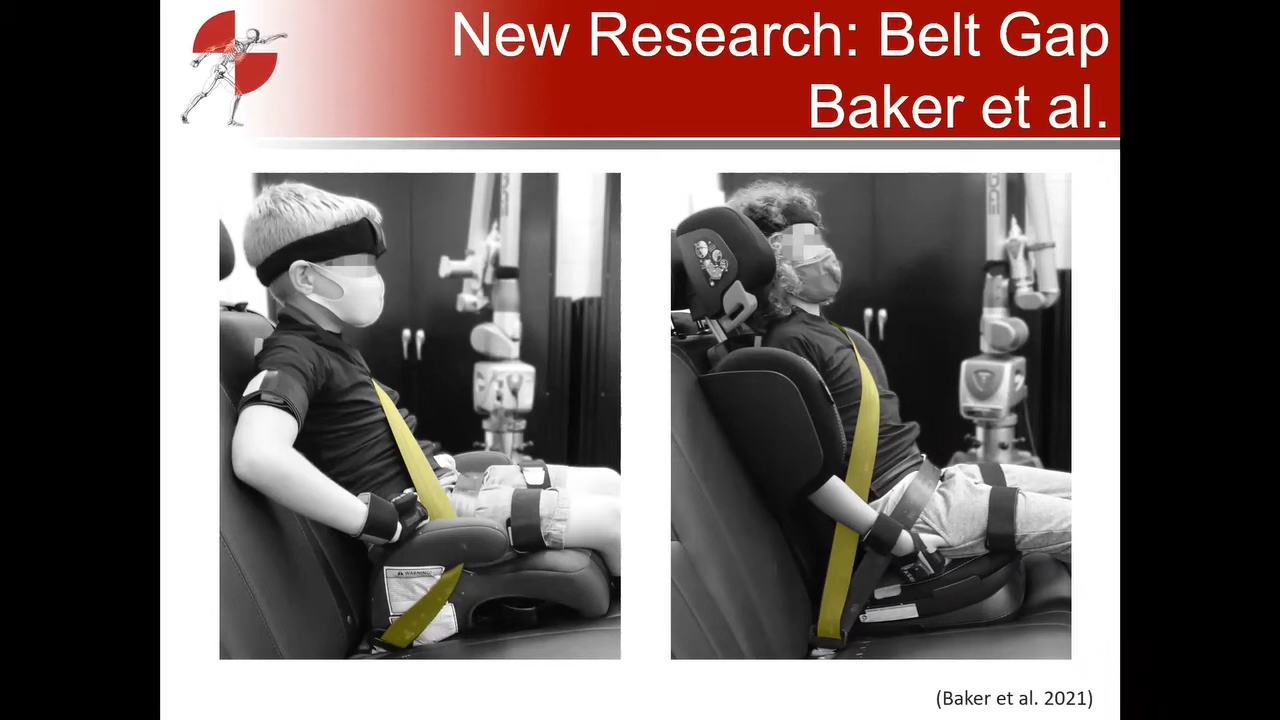 New Research: Belt Gap
Baker et al.
WARNING!
(Baker et al. 2021)